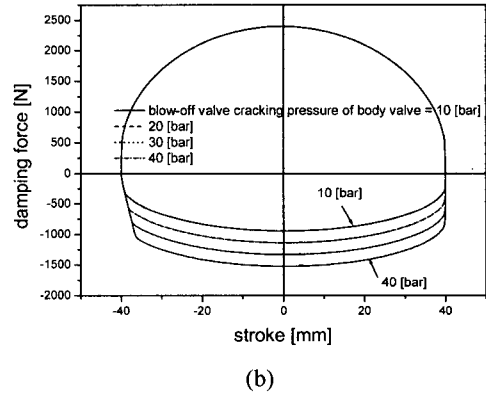 2500
2000
1500
1000
500
0
-500
-1000
-1500
-2000
damping force [N]
blow-off valve cracking pressure of body valve = 10 [bar]
20 [bar]
30 [bar]
40 [bar]
10 [bar]
40 [bar]
-40 -20 0 20 40
stroke [mm]
(b)